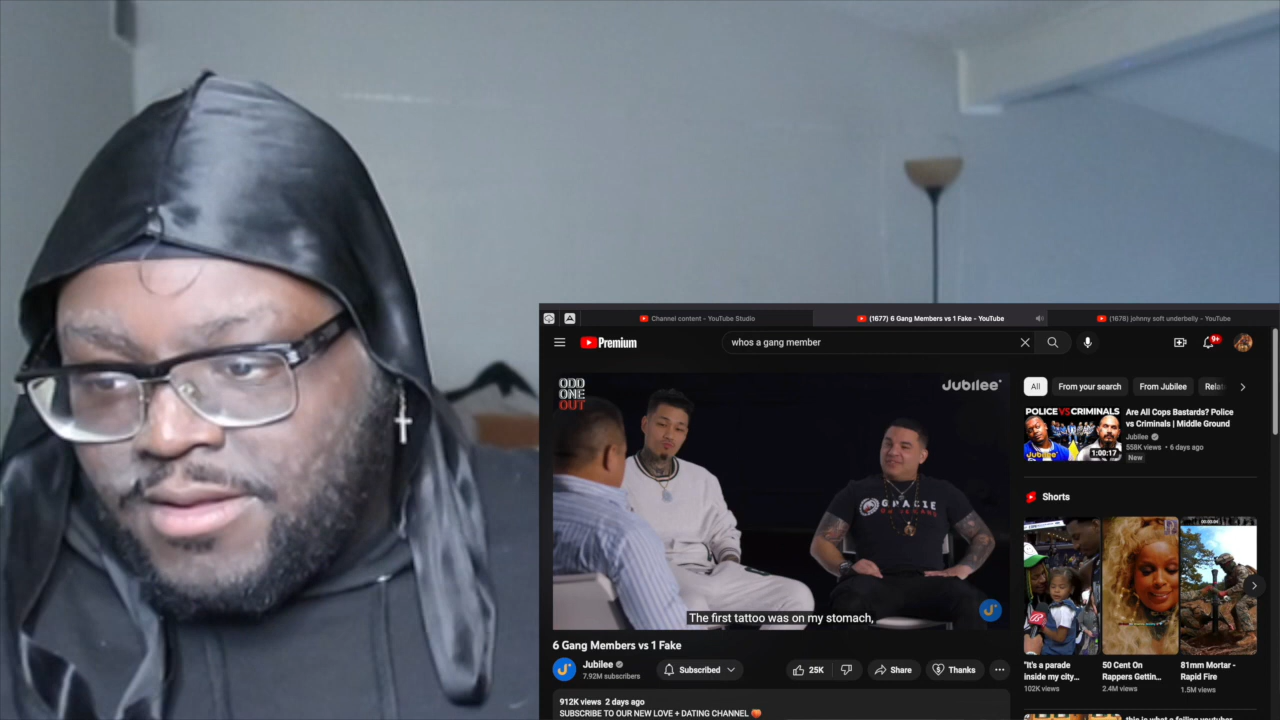 Channel content - YouTube Studio
(1677) 6 Gang Members vs 1 Fake - YouTube
(1678) johnny soft underbelly - YouTube
Premium
whos a gang member
9+
ODD
ONE
OUT
Jubilee
GRACIE
The first tattoo was on my stomach,
6 Gang Members vs 1 Fake
Jubilee
7.92M subscribers
Subscribed
25K
Share
Thanks
912K views 2 days ago
SUBSCRIBE TO OUR NEW LOVE + DATING CHANNEL
All
From your search
From Jubilee
Relat
POLICE VS CRIMINALS
Jubilee
1:00:17
Are All Cops Bastards? Police
vs Criminals | Middle Ground
Jubilee
558K views • 6 days ago
New
Shorts
"It's a parade
inside my city...
102K views
50 Cent On
Rappers Gettin...
2.4M views
81mm Mortar -
Rapid Fire
1.5M views